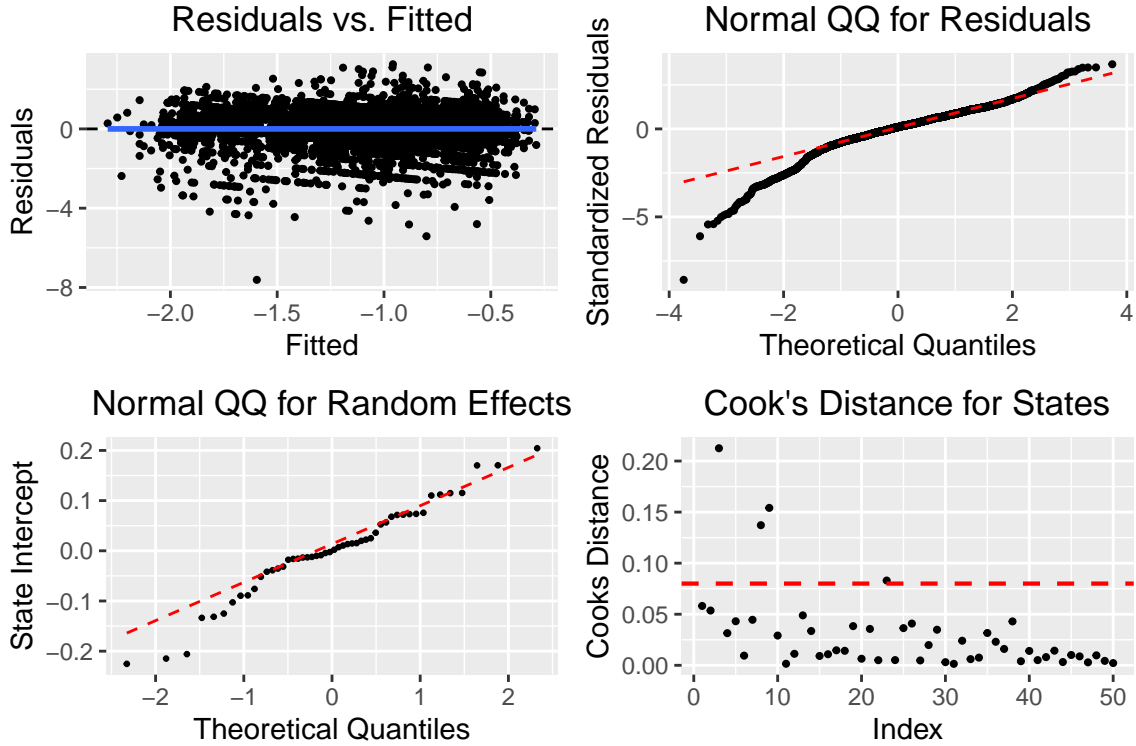 Residuals vs. Fitted
Residuals
0
−4
−8
−2.0
−1.5
−1.0
−0.5
Fitted
Normal QQ for Residuals
Standardized Residuals
0
−5
−4
−2
0
2
4
Theoretical Quantiles
Normal QQ for Random Effects
State Intercept
0.2
0.1
0.0
−0.1
−0.2
−2
−1
0
1
2
Theoretical Quantiles
Cook's Distance for States
Cooks Distance
0.20
0.15
0.10
0.05
0.00
0
10
20
30
40
50
Index